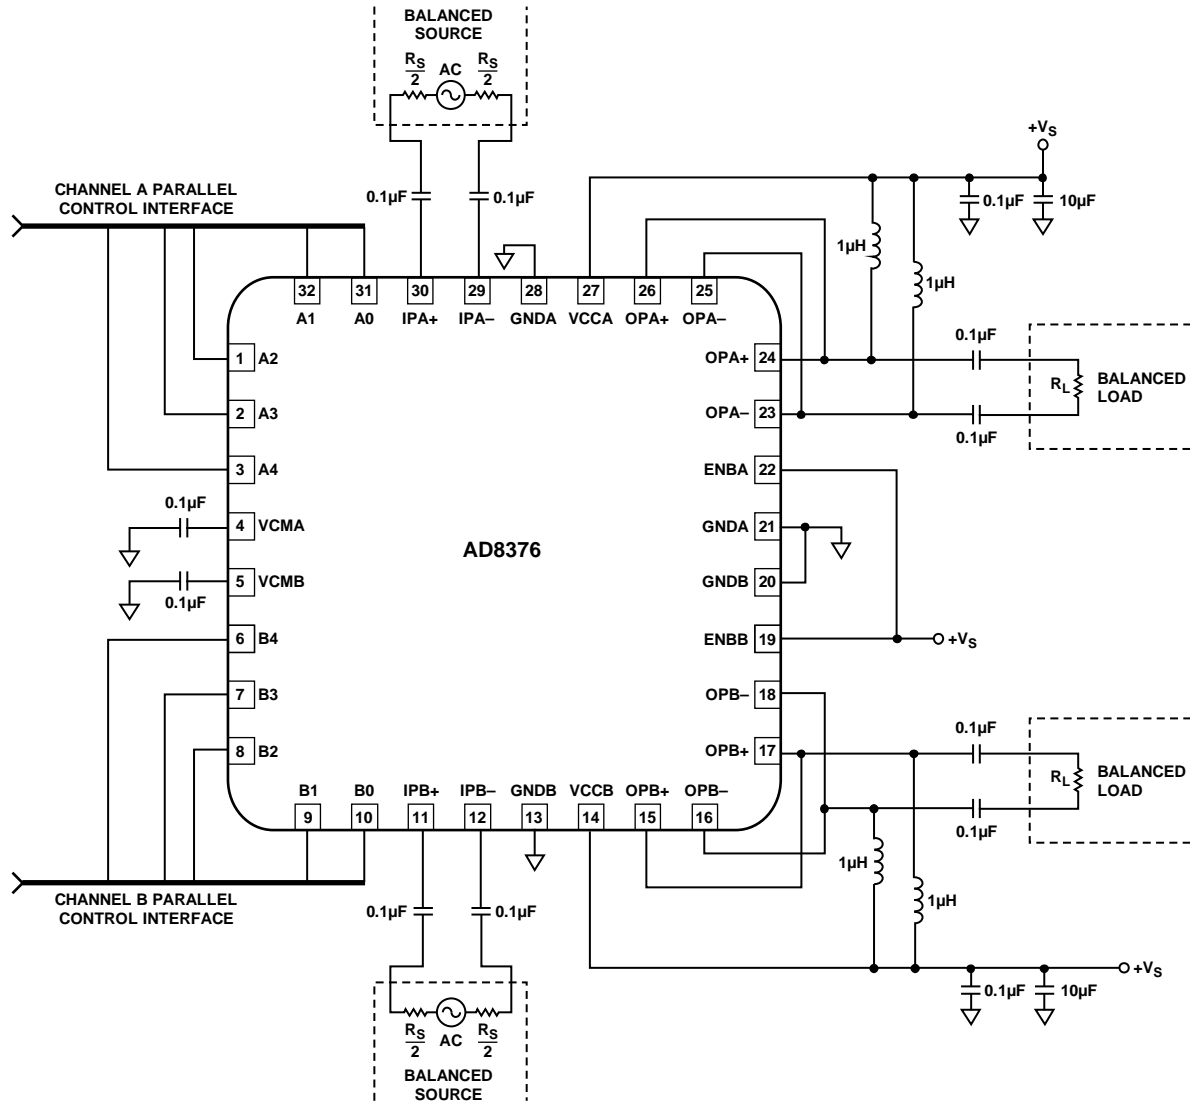 BALANCED
SOURCE
RS/2 AC RS/2
+VS
0.1µF 0.1µF
0.1µF 10µF
CHANNEL A PARALLEL
CONTROL INTERFACE
1µH
1µH
32 31 30 29 28 27 26 25
A1 A0 IPA+ IPA– GNDA VCCA OPA+ OPA–
1 A2
2 A3
3 A4
0.1µF
4 VCMA
5 VCMB
0.1µF
6 B4
7 B3
8 B2
AD8376
OPA+ 24
OPA– 23
ENBA 22
GNDA 21
GNDB 20
ENBB 19
OPB– 18
OPB+ 17
0.1µF
0.1µF
RL
BALANCED
LOAD
+VS
0.1µF
0.1µF
RL
BALANCED
LOAD
B1 B0 IPB+ IPB– GNDB VCCB OPB+ OPB–
9 10 11 12 13 14 15 16
1µH
1µH
CHANNEL B PARALLEL
CONTROL INTERFACE
0.1µF 0.1µF
+VS
0.1µF 10µF
RS/2 AC RS/2
BALANCED
SOURCE